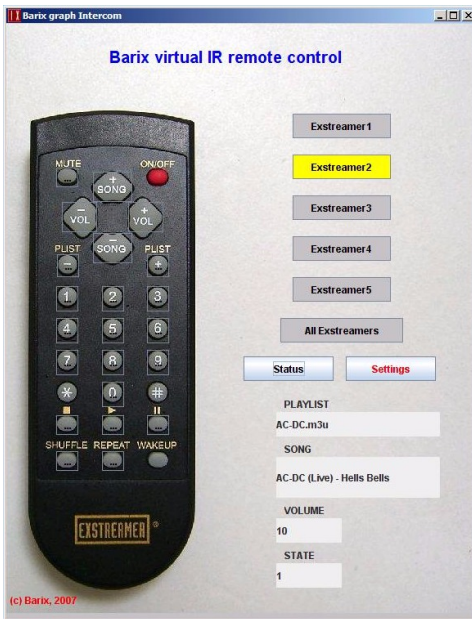 Barix graph Intercom
Barix virtual IR remote control
MUTE
ON/OFF
+
SONG
−
VOL
+
VOL
−
SONG
PLIST
PLIST
−
+
1 2 3
4 5 6
7 8 9
* 0 #
SHUFFLE REPEAT WAKEUP
EXSTREAMER ®
(c) Barix, 2007
Exstreamer1
Exstreamer2
Exstreamer3
Exstreamer4
Exstreamer5
All Exstreamers
Status Settings
PLAYLIST
AC-DC.m3u
SONG
AC-DC (Live) - Hells Bells
VOLUME
10
STATE
1